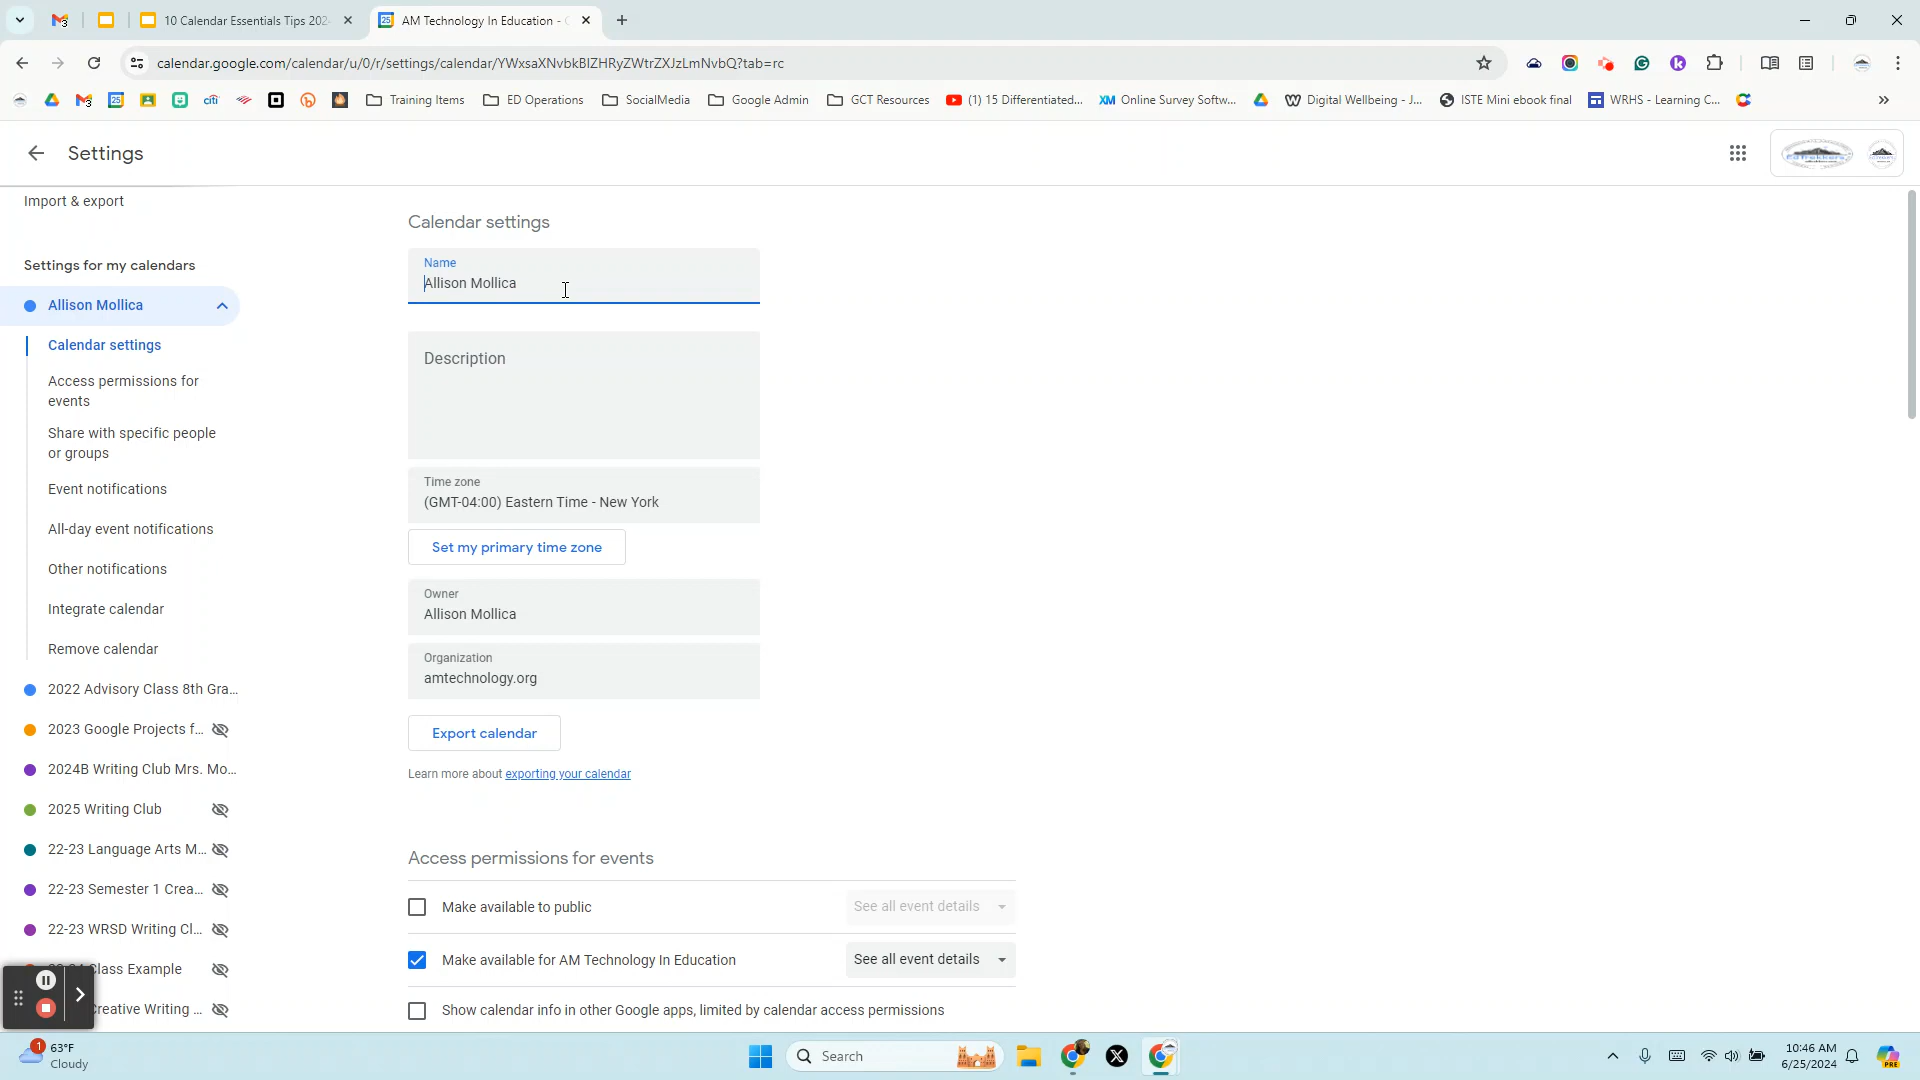 10 Calendar Essentials Tips 202
AM Technology In Education - C
calendar.google.com/calendar/u/0/r/settings/calendar/YWxsaXNvbkBlZHRyZWtrZXJzLmNvbQ?tab=rc
citi
Training Items
ED Operations
SocialMedia
Google Admin
GCT Resources
(1) 15 Differentiated...
XM Online Survey Softw...
Digital Wellbeing - J...
ISTE Mini ebook final
WRHS - Learning C...
Settings
Import & export
Settings for my calendars
Allison Mollica
Calendar settings
Access permissions for
events
Share with specific people
or groups
Event notifications
All-day event notifications
Other notifications
Integrate calendar
Remove calendar
2022 Advisory Class 8th Gra...
2023 Google Projects f...
2024B Writing Club Mrs. Mo...
2025 Writing Club
22-23 Language Arts M...
22-23 Semester 1 Crea...
22-23 WRSD Writing Cl...
Class Example
Creative Writing ...
Calendar settings
Name
Allison Mollica
Description
Time zone
(GMT-04:00) Eastern Time - New York
Set my primary time zone
Owner
Allison Mollica
Organization
amtechnology.org
Export calendar
Learn more about exporting your calendar
Access permissions for events
Make available to public
See all event details
Make available for AM Technology In Education
See all event details
Show calendar info in other Google apps, limited by calendar access permissions
1
63°F
Cloudy
Search
10:46 AM
6/25/2024
PRE